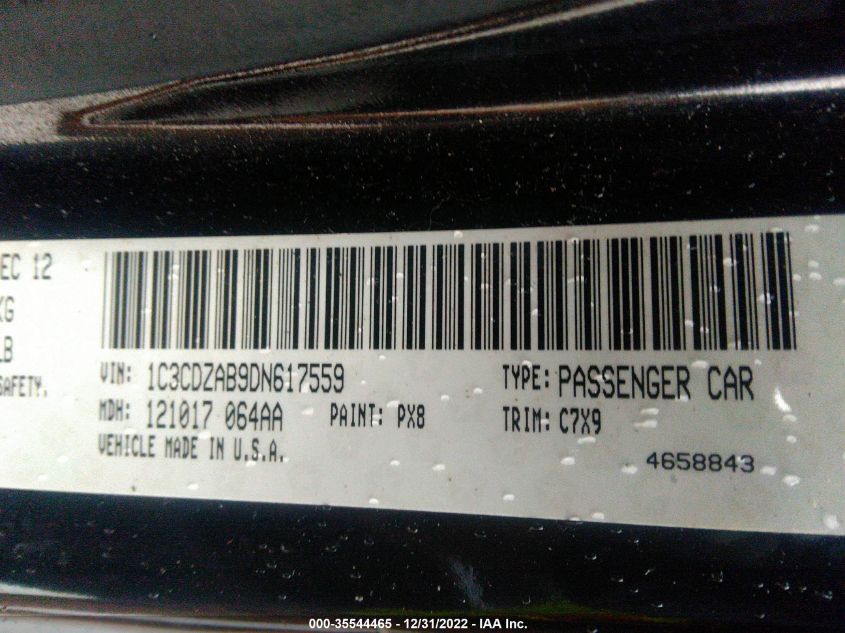 EC 12
KG
LB
SAFETY.
VIN: 1C3CDZAB9DN617559 TYPE: PASSENGER CAR
MDH: 121017 064AA PAINT: PX8 TRIM: C7X9
VEHICLE MADE IN U.S.A.
4658843
000-35544465 - 12/31/2022 - IAA Inc.